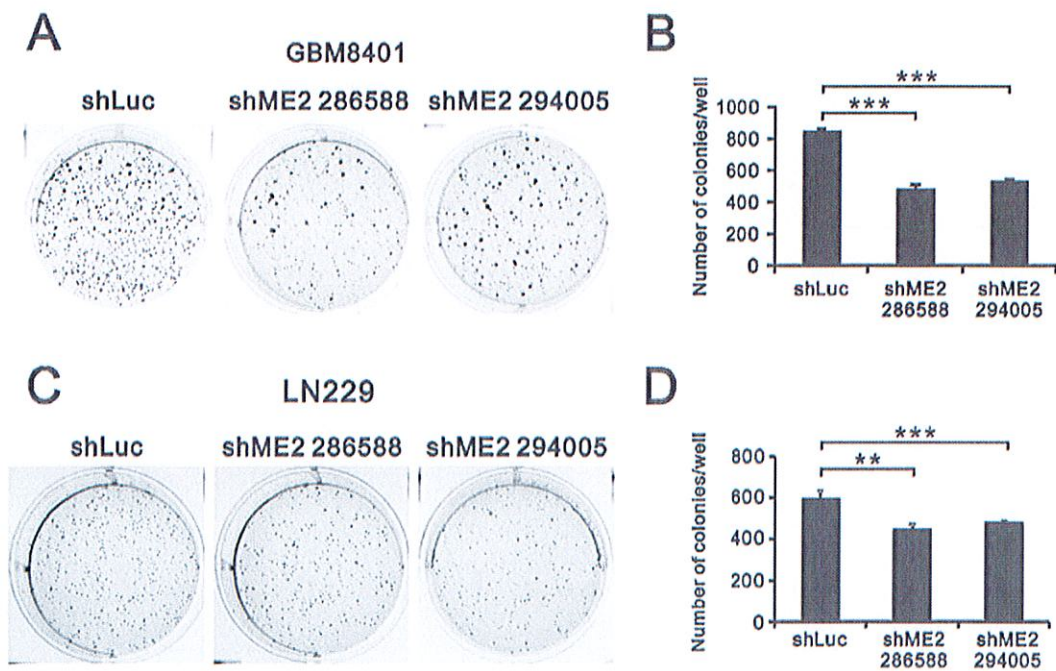 A
GBM8401
shLuc
shME2 286588
shME2 294005
B
Number of colonies/well
1000
800
600
400
200
0
***
***
shLuc
shME2
286588
shME2
294005
C
LN229
shLuc
shME2 286588
shME2 294005
D
Number of colonies/well
800
600
400
200
0
***
**
shLuc
shME2
286588
shME2
294005